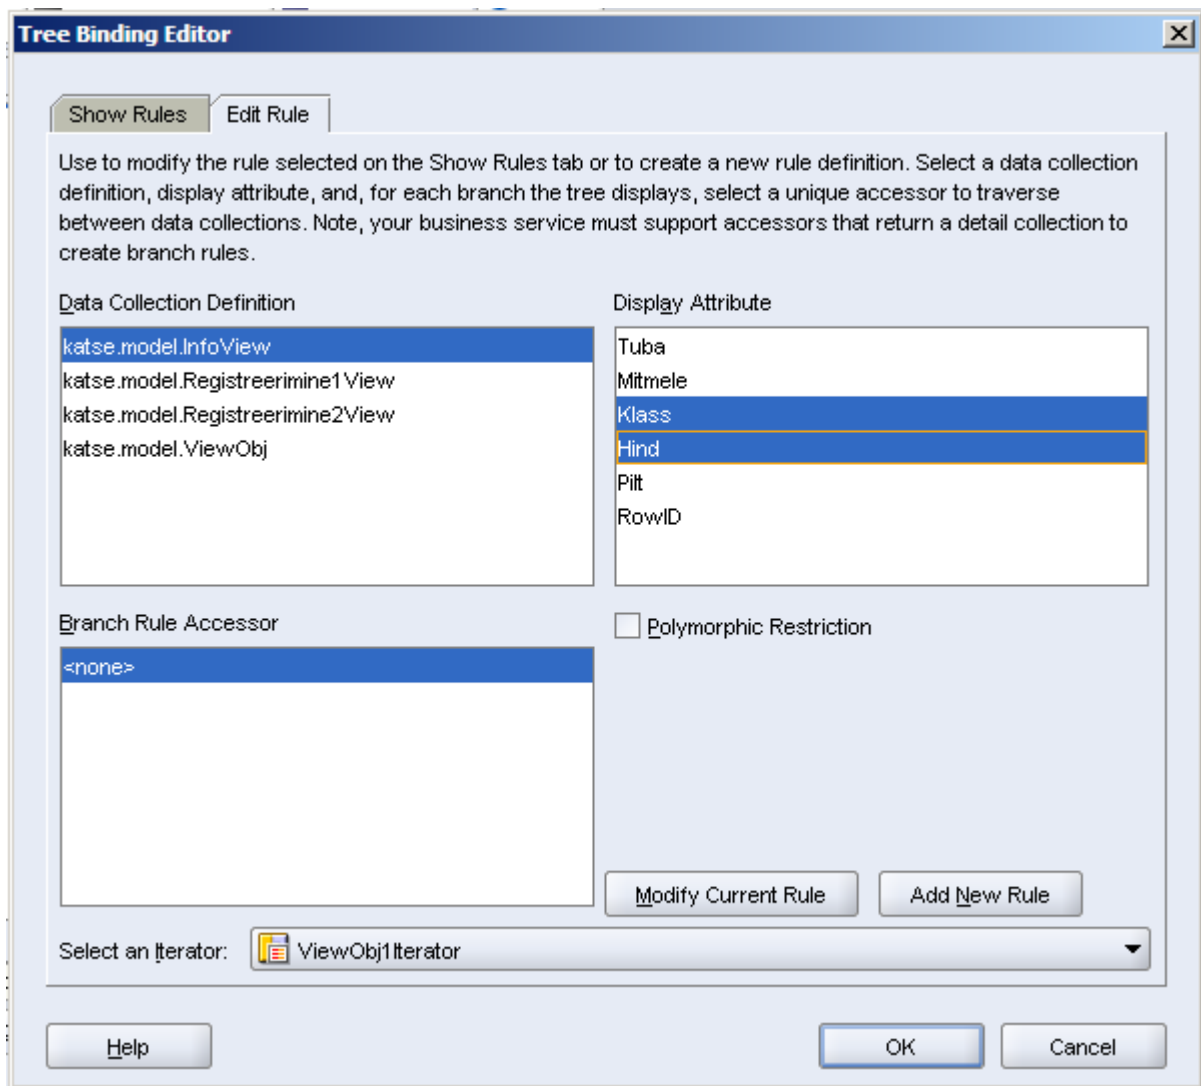 Tree Binding Editor
Show Rules
Edit Rule
Use to modify the rule selected on the Show Rules tab or to create a new rule definition. Select a data collection
definition, display attribute, and, for each branch the tree displays, select a unique accessor to traverse
between data collections. Note, your business service must support accessors that return a detail collection to
create branch rules.
Data Collection Definition
katse.model.InfoView
katse.model.Registreerimine1View
katse.model.Registreerimine2View
katse.model.ViewObj
Display Attribute
Tuba
Mitmele
Klass
Hind
Pilt
RowID
Branch Rule Accessor
<none>
Polymorphic Restriction
Modify Current Rule
Add New Rule
Select an Iterator:
ViewObj1Iterator
Help
OK
Cancel